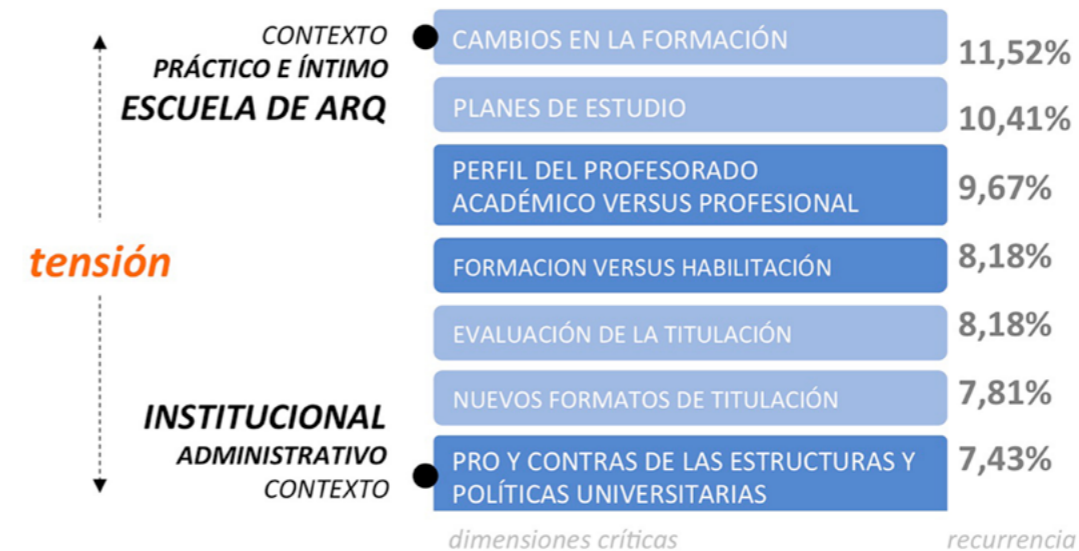 CONTEXTO
PRÁCTICO E ÍNTIMO
ESCUELA DE ARQ
tensión
INSTITUCIONAL
ADMINISTRATIVO
CONTEXTO
CAMBIOS EN LA FORMACIÓN
11,52%
PLANES DE ESTUDIO
10,41%
PERFIL DEL PROFESORADO
ACADÉMICO VERSUS PROFESIONAL
9,67%
FORMACION VERSUS HABILITACIÓN
8,18%
EVALUACIÓN DE LA TITULACIÓN
8,18%
NUEVOS FORMATOS DE TITULACIÓN
7,81%
PRO Y CONTRAS DE LAS ESTRUCTURAS Y
POLÍTICAS UNIVERSITARIAS
7,43%
dimensiones críticas
recurrencia